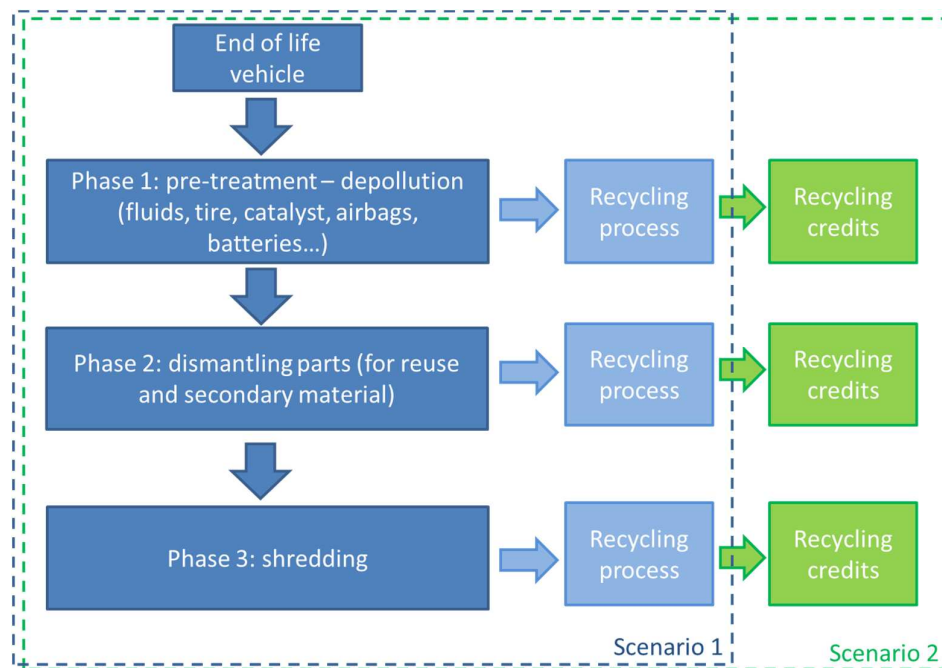 End of life
vehicle
Phase 1: pre-treatment – depollution
(fluids, tire, catalyst, airbags,
batteries...)
Recycling
process
Recycling
credits
Phase 2: dismantling parts (for reuse
and secondary material)
Recycling
process
Recycling
credits
Phase 3: shredding
Recycling
process
Recycling
credits
Scenario 1
Scenario 2